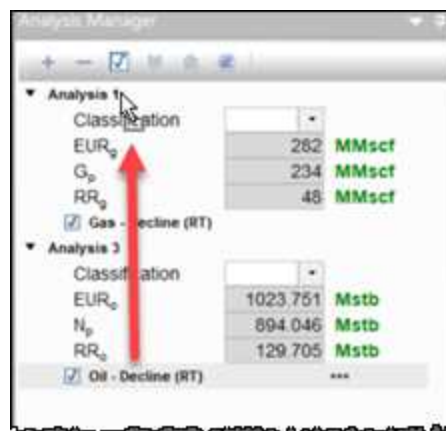 Analysis Manager
Analysis 1
Classification
EURg 282 MMscf
Gp 234 MMscf
RRg 48 MMscf
Gas - Decline (RT)
Analysis 3
Classification
EURo 1023.751 Mstb
Np 894.046 Mstb
RRo 129.705 Mstb
Oil - Decline (RT) •••